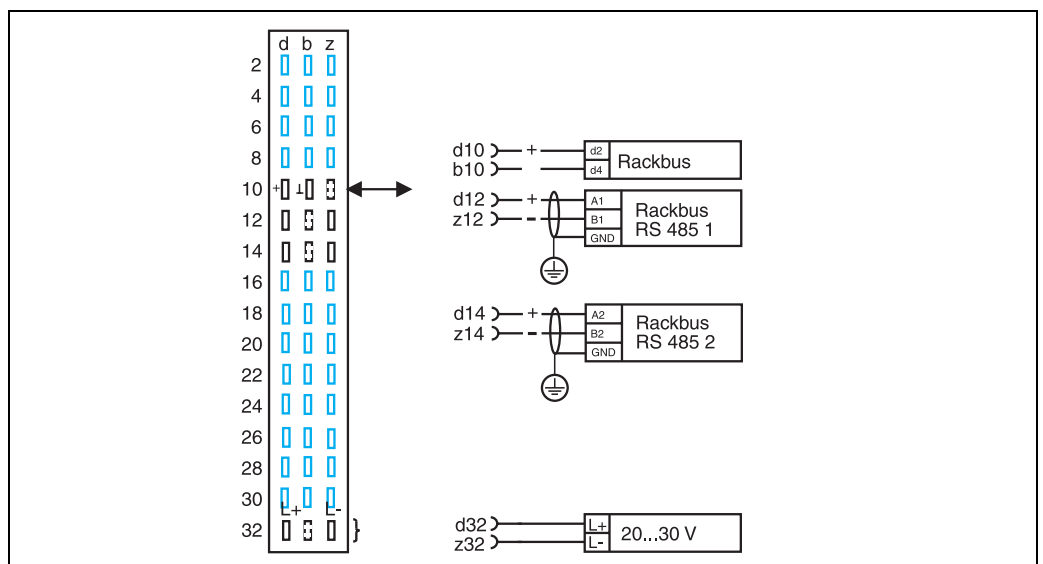 d b z
2
4
6
8
10 + ⊥
12
14
16
18
20
22
24
26
28
30
L+ L-
32 }
d10 + d2
b10 d4
Rackbus
d12 + A1
z12 - B1
GND
Rackbus
RS 485 1
d14 + A2
z14 - B2
GND
Rackbus
RS 485 2
d32 L+
z32 L-
20...30 V